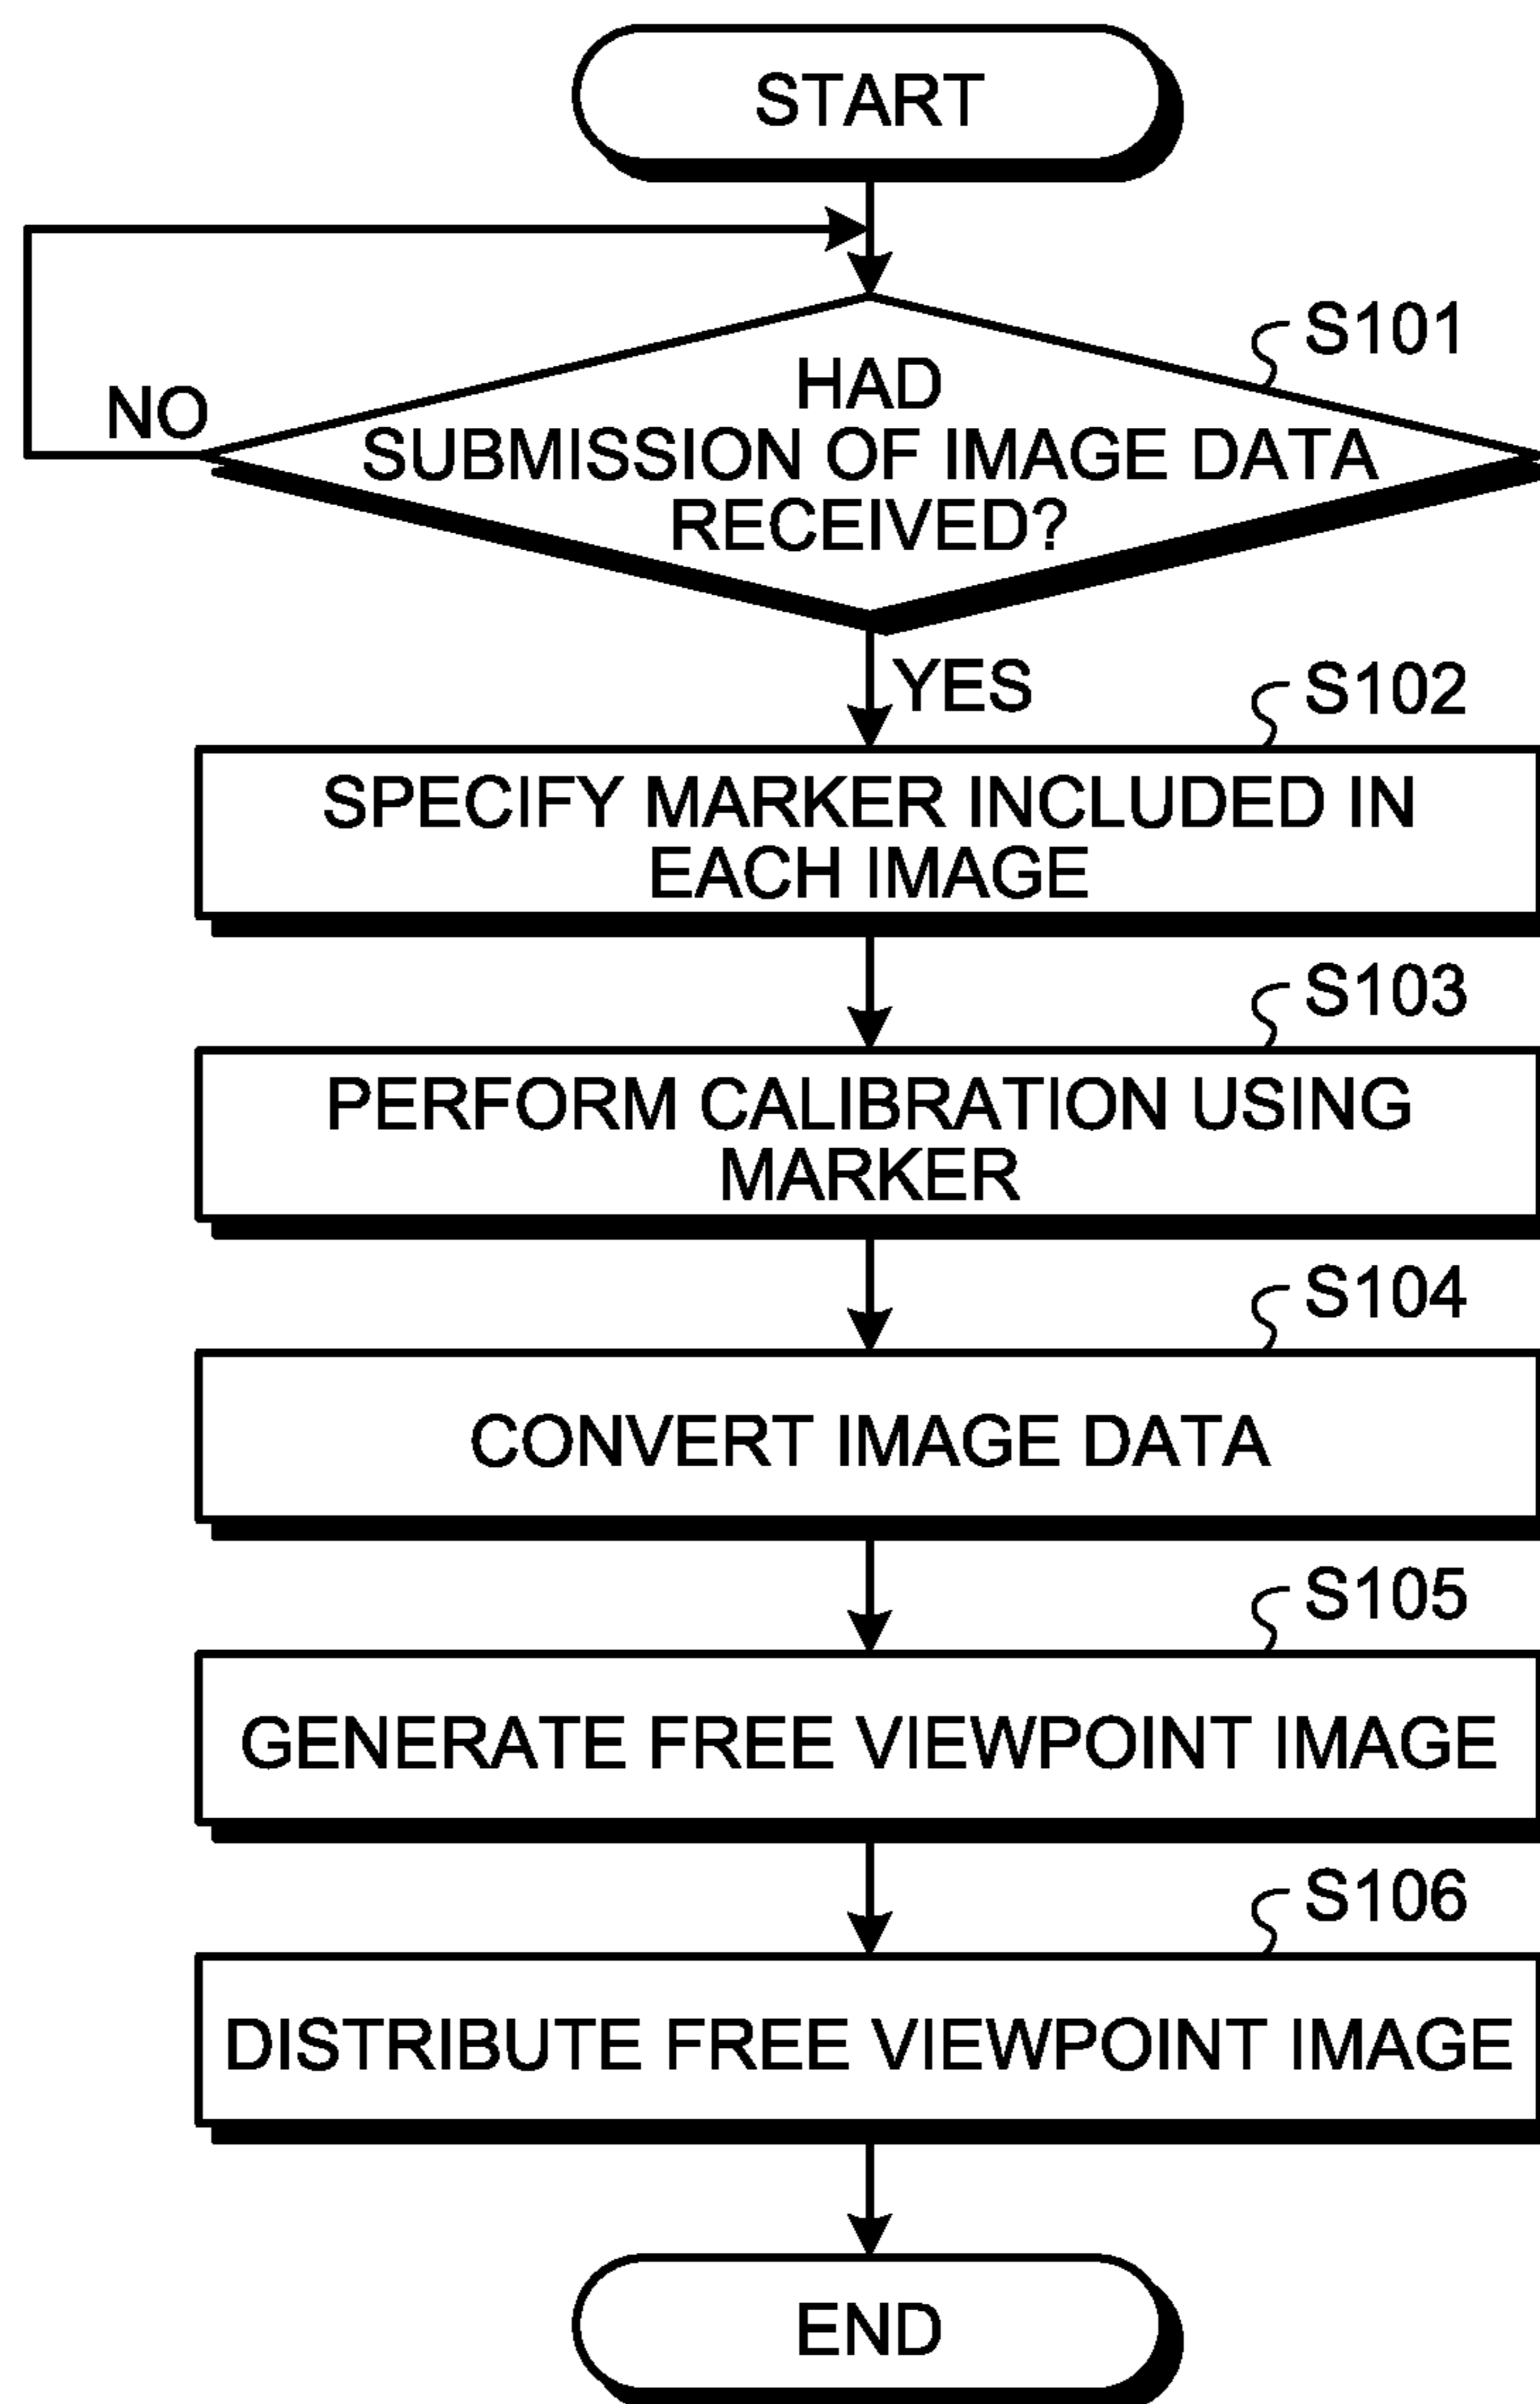 START
S101
HAD
SUBMISSION OF IMAGE DATA
RECEIVED?
NO
YES
S102
SPECIFY MARKER INCLUDED IN
EACH IMAGE
S103
PERFORM CALIBRATION USING
MARKER
S104
CONVERT IMAGE DATA
S105
GENERATE FREE VIEWPOINT IMAGE
S106
DISTRIBUTE FREE VIEWPOINT IMAGE
END